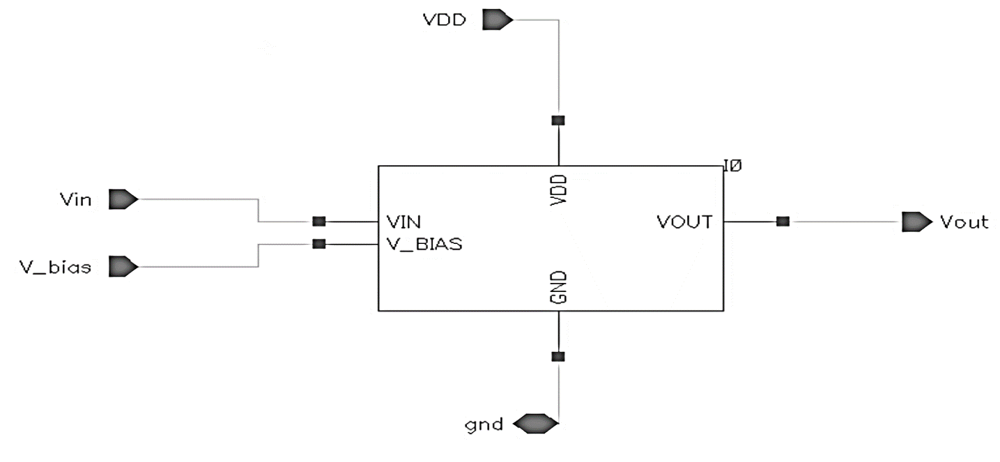 VDD
I0
VDD
Vin
VIN
VOUT
Vout
V_BIAS
V_bias
GND
gnd